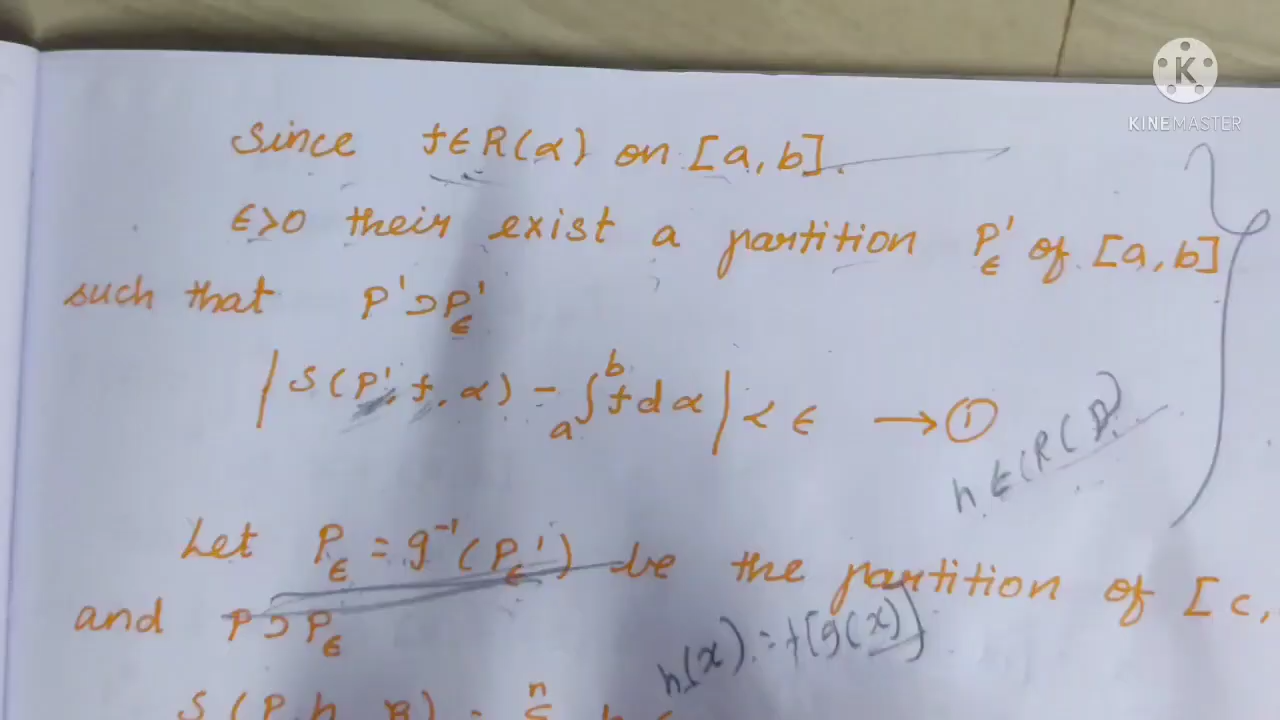 K
KINEMASTER
Since f∈R(α) on [a, b].
ϵ>0 their exist a partition P'ϵ of [a, b]
such that P'⊃P'ϵ
|S(P', f, α) - a∫b f dα| < ϵ → ①
h ∈ R(β)
Let Pϵ = g⁻¹(Pϵ') be the partition of [c,
and P⊃Pϵ
h(x) = f[g(x)]
S(P, h, β) = n